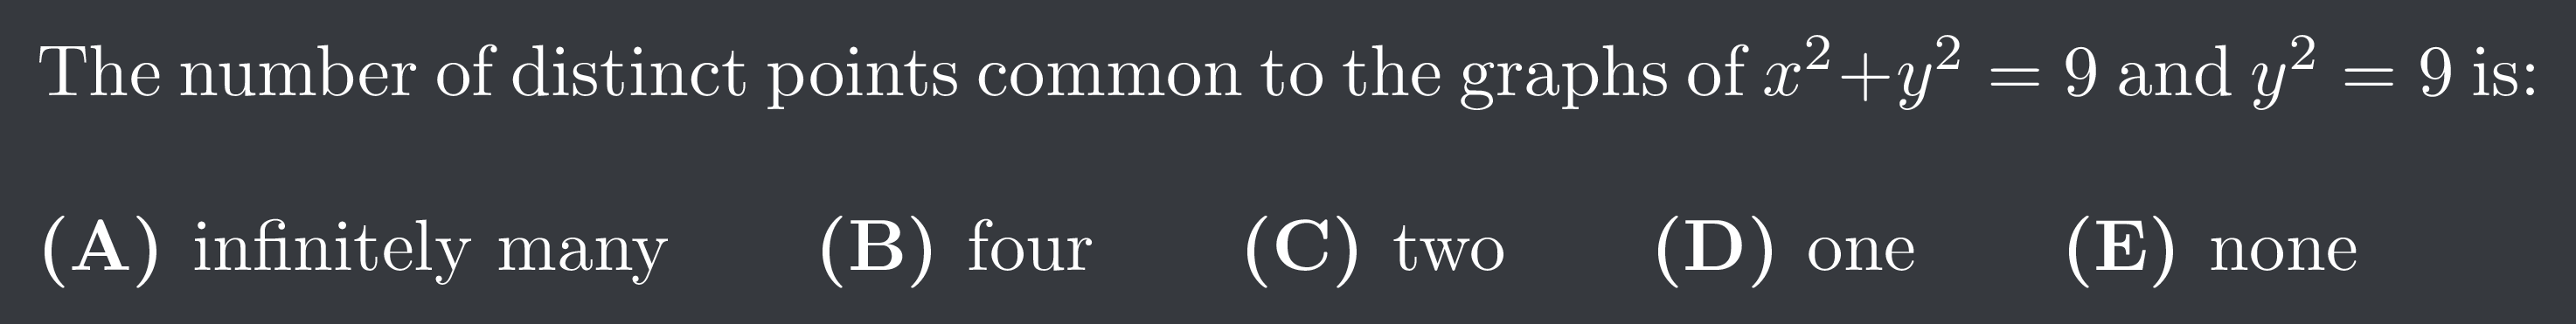 The number of distinct points common to the graphs of $x^2+y^2 = 9$ and $y^2 = 9$ is:
(A) infinitely many (B) four (C) two (D) one (E) none